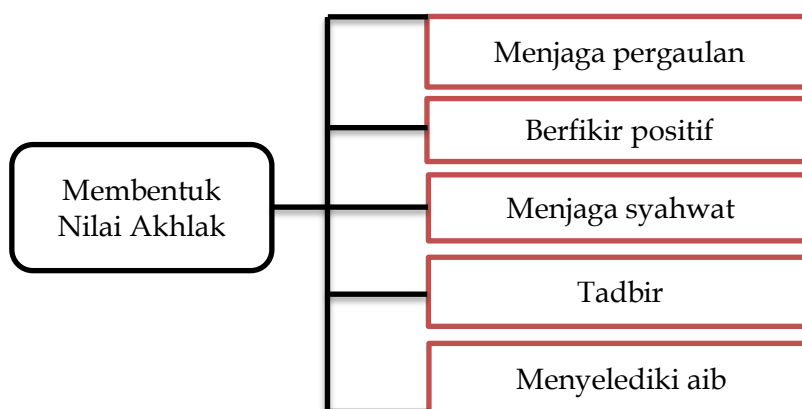 Menjaga pergaulan
Berfikir positif
Membentuk
Nilai Akhlak
Menjaga syahwat
Tadbir
Menyelediki aib